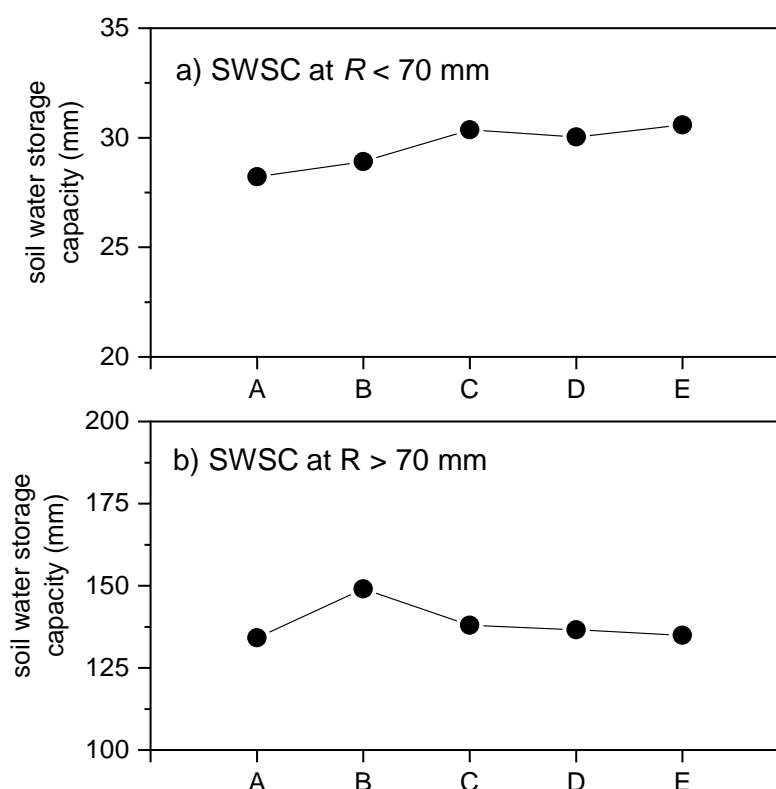 35
a) SWSC at R < 70 mm
30
soil water storage
capacity (mm)
25
20
A B C D E
200
b) SWSC at R > 70 mm
175
soil water storage
capacity (mm)
150
125
100
A B C D E